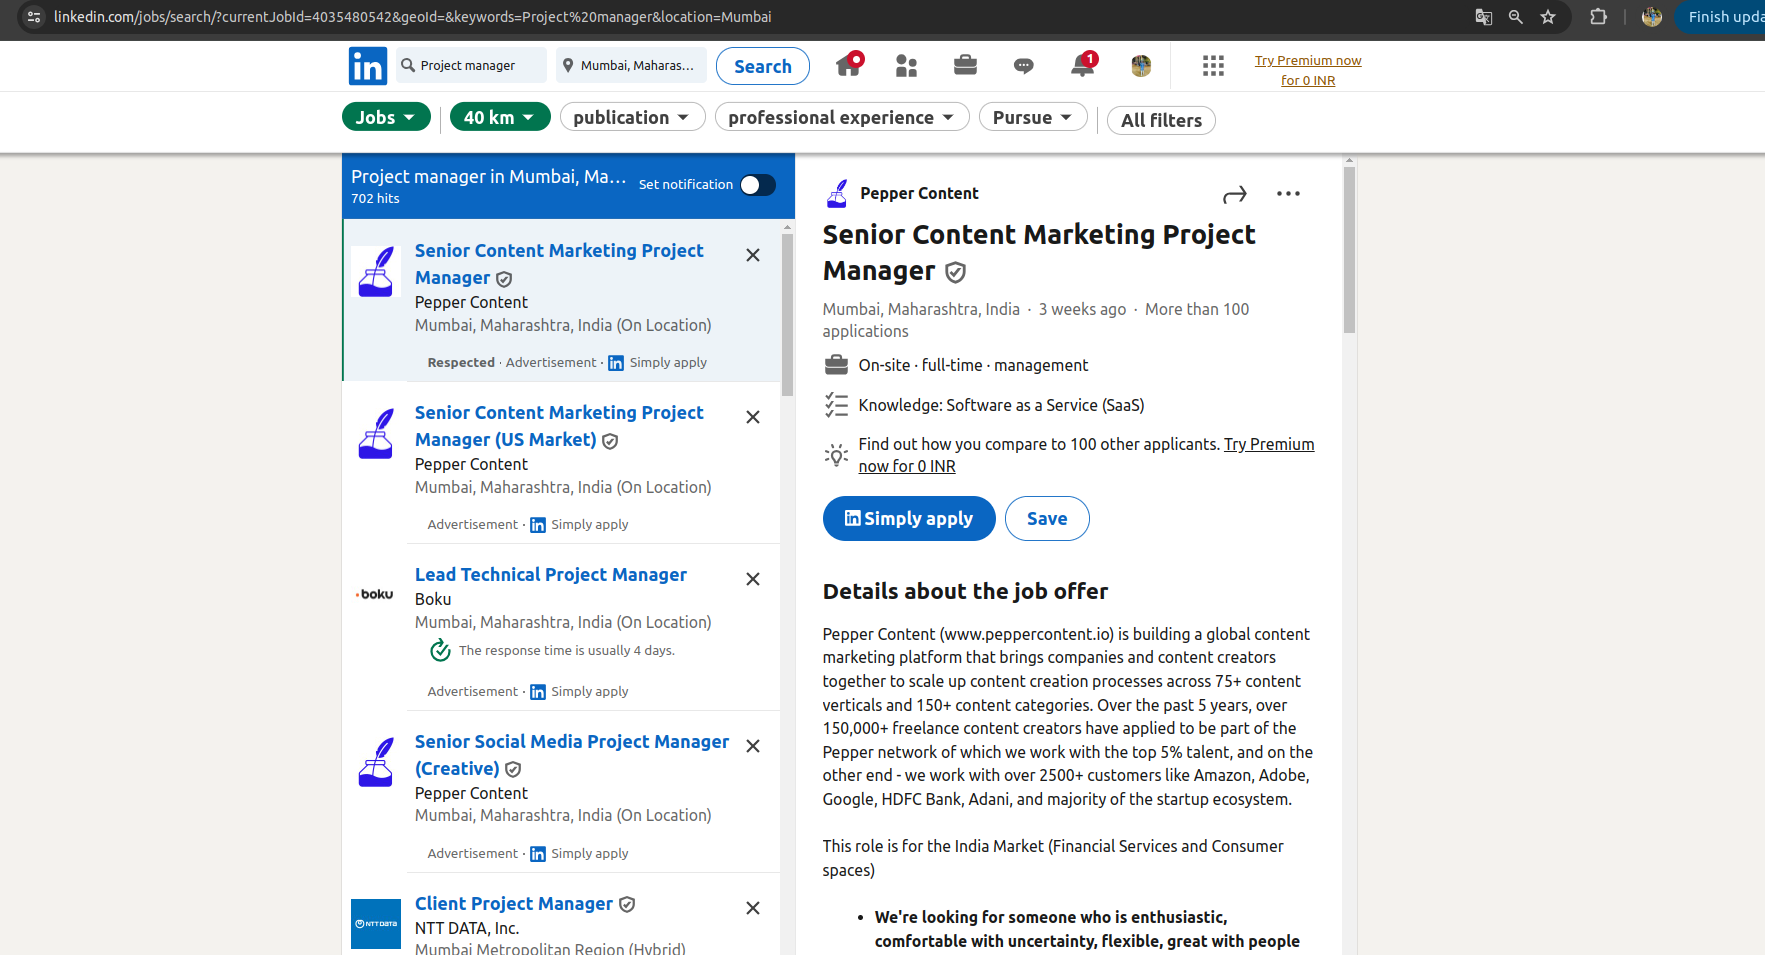 linkedin.com/jobs/search/?currentJobId=4035480542&geoId=&keywords=Project%20manager&location=Mumbai
Finish upda
in
Project manager
Mumbai, Maharas...
Search
1
Try Premium now
for 0 INR
Jobs
40 km
publication
professional experience
Pursue
All filters
Project manager in Mumbai, Ma...
702 hits
Set notification
Senior Content Marketing Project
Manager
Pepper Content
Mumbai, Maharashtra, India (On Location)
Respected · Advertisement · in Simply apply
Senior Content Marketing Project
Manager (US Market)
Pepper Content
Mumbai, Maharashtra, India (On Location)
Advertisement · in Simply apply
boku
Lead Technical Project Manager
Boku
Mumbai, Maharashtra, India (On Location)
The response time is usually 4 days.
Advertisement · in Simply apply
Senior Social Media Project Manager
(Creative)
Pepper Content
Mumbai, Maharashtra, India (On Location)
Advertisement · in Simply apply
NTT DATA
Client Project Manager
NTT DATA, Inc.
Mumbai Metropolitan Region (Hybrid)
Pepper Content
Senior Content Marketing Project
Manager
Mumbai, Maharashtra, India · 3 weeks ago · More than 100
applications
On-site · full-time · management
Knowledge: Software as a Service (SaaS)
Find out how you compare to 100 other applicants. Try Premium
now for 0 INR
in Simply apply
Save
Details about the job offer
Pepper Content (www.peppercontent.io) is building a global content
marketing platform that brings companies and content creators
together to scale up content creation processes across 75+ content
verticals and 150+ content categories. Over the past 5 years, over
150,000+ freelance content creators have applied to be part of the
Pepper network of which we work with the top 5% talent, and on the
other end - we work with over 2500+ customers like Amazon, Adobe,
Google, HDFC Bank, Adani, and majority of the startup ecosystem.
This role is for the India Market (Financial Services and Consumer
spaces)
• We're looking for someone who is enthusiastic,
comfortable with uncertainty, flexible, great with people